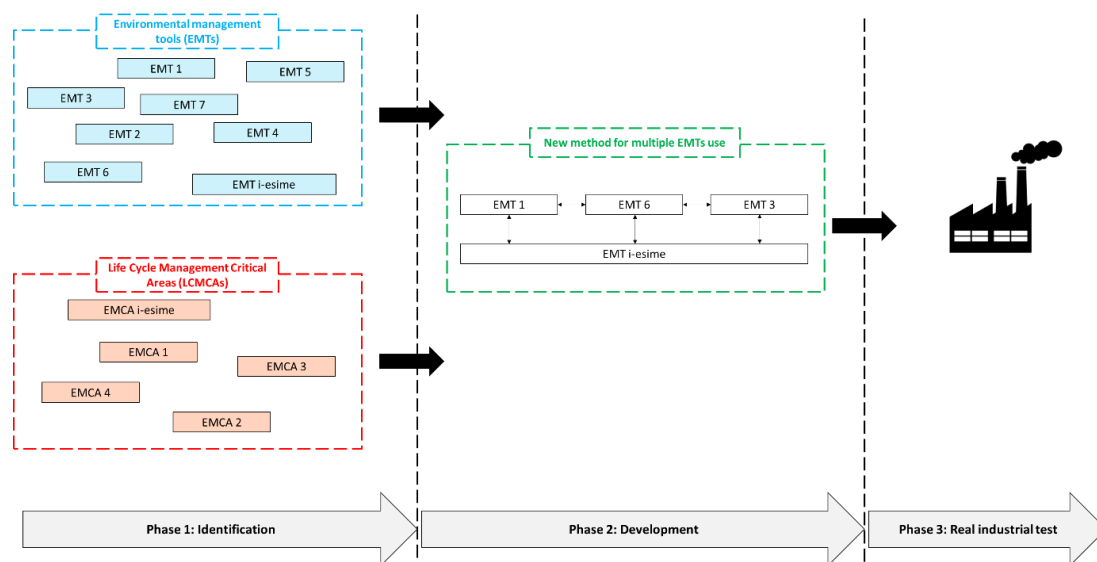 Environmental management
tools (EMTs)
EMT 1
EMT 5
EMT 3
EMT 7
EMT 2
EMT 4
EMT 6
EMT i-esime
Life Cycle Management Critical
Areas (LCMCAs)
EMCA i-esime
EMCA 1
EMCA 3
EMCA 4
EMCA 2
New method for multiple EMTs use
EMT 1
EMT 6
EMT 3
EMT i-esime
Phase 1: Identification
Phase 2: Development
Phase 3: Real industrial test